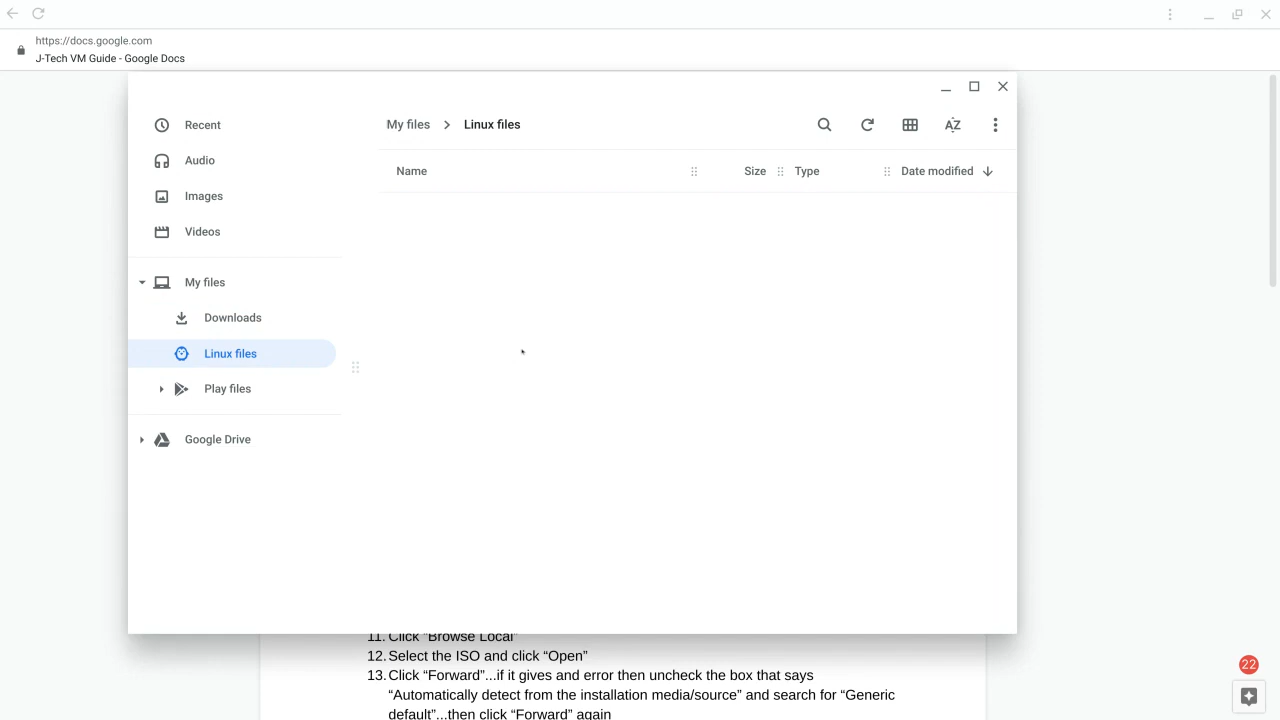 https://docs.google.com
J-Tech VM Guide - Google Docs
Recent
Audio
Images
Videos
My files
Downloads
Linux files
Play files
Google Drive
My files > Linux files
AZ
Name Size Type Date modified
11. Click “Browse Local”
12. Select the ISO and click “Open”
13. Click “Forward”...if it gives and error then uncheck the box that says
“Automatically detect from the installation media/source” and search for “Generic
default”...then click “Forward” again
22